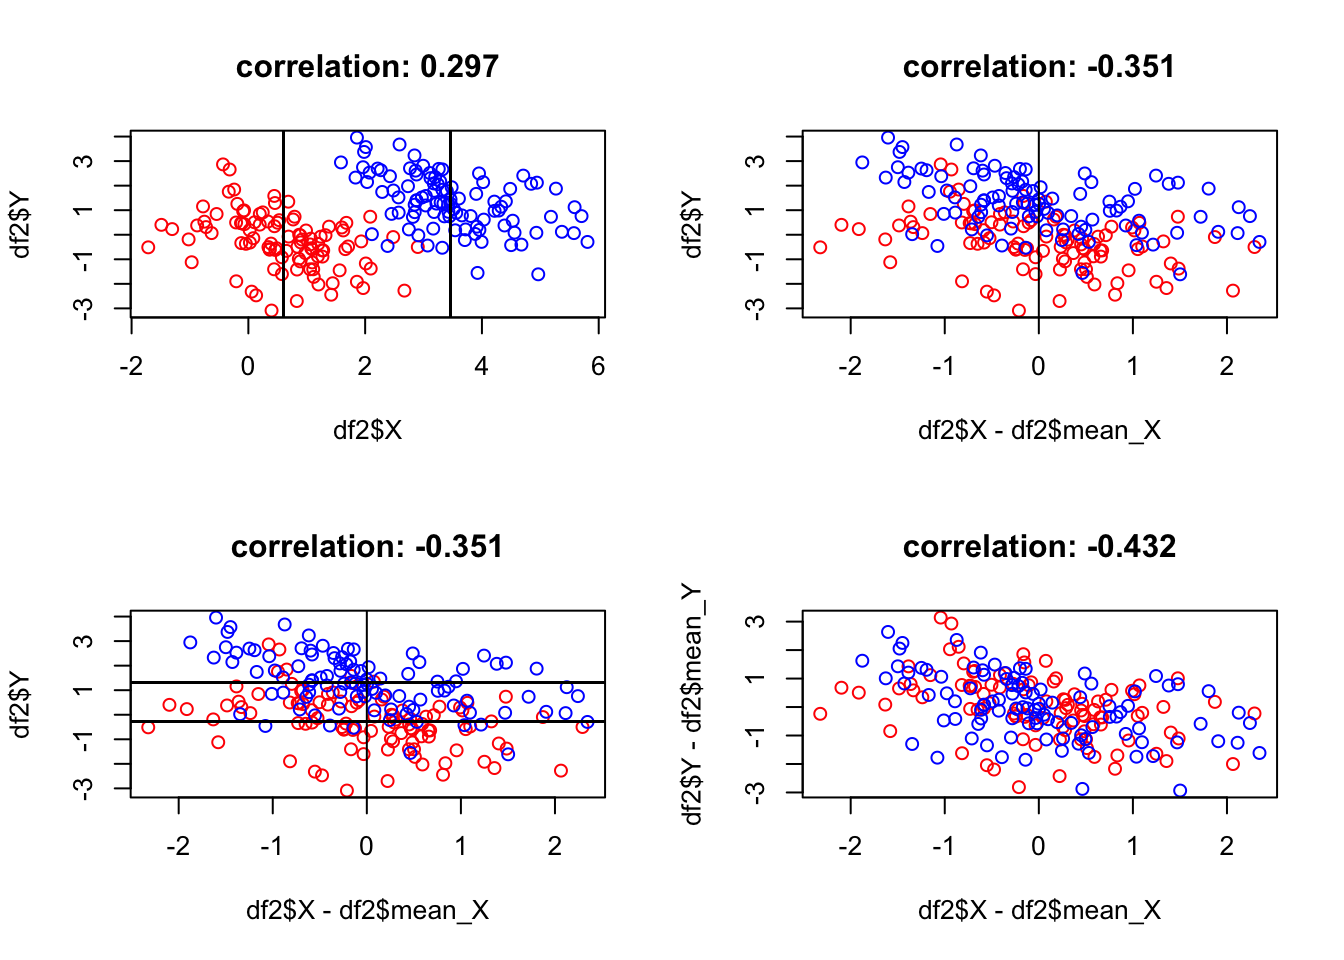 correlation: 0.297
df2$Y
3
1
-1
-3
-2 0 2 4 6
df2$X
correlation: -0.351
df2$Y
3
1
-1
-3
-2 -1 0 1 2
df2$X - df2$mean_X
correlation: -0.351
df2$Y
3
1
-1
-3
-2 -1 0 1 2
df2$X - df2$mean_X
correlation: -0.432
df2$Y - df2$mean_Y
3
1
-1
-3
-2 -1 0 1 2
df2$X - df2$mean_X